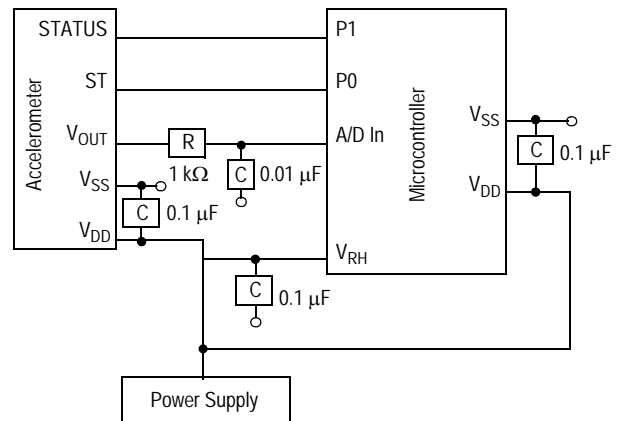 STATUS
P1
ST
P0
Accelerometer
Microcontroller
VOUT
R
A/D In
1 kΩ
C
0.01 µF
VSS
C
0.1 µF
VDD
VSS
C
0.1 µF
VDD
VRH
C
0.1 µF
Power Supply